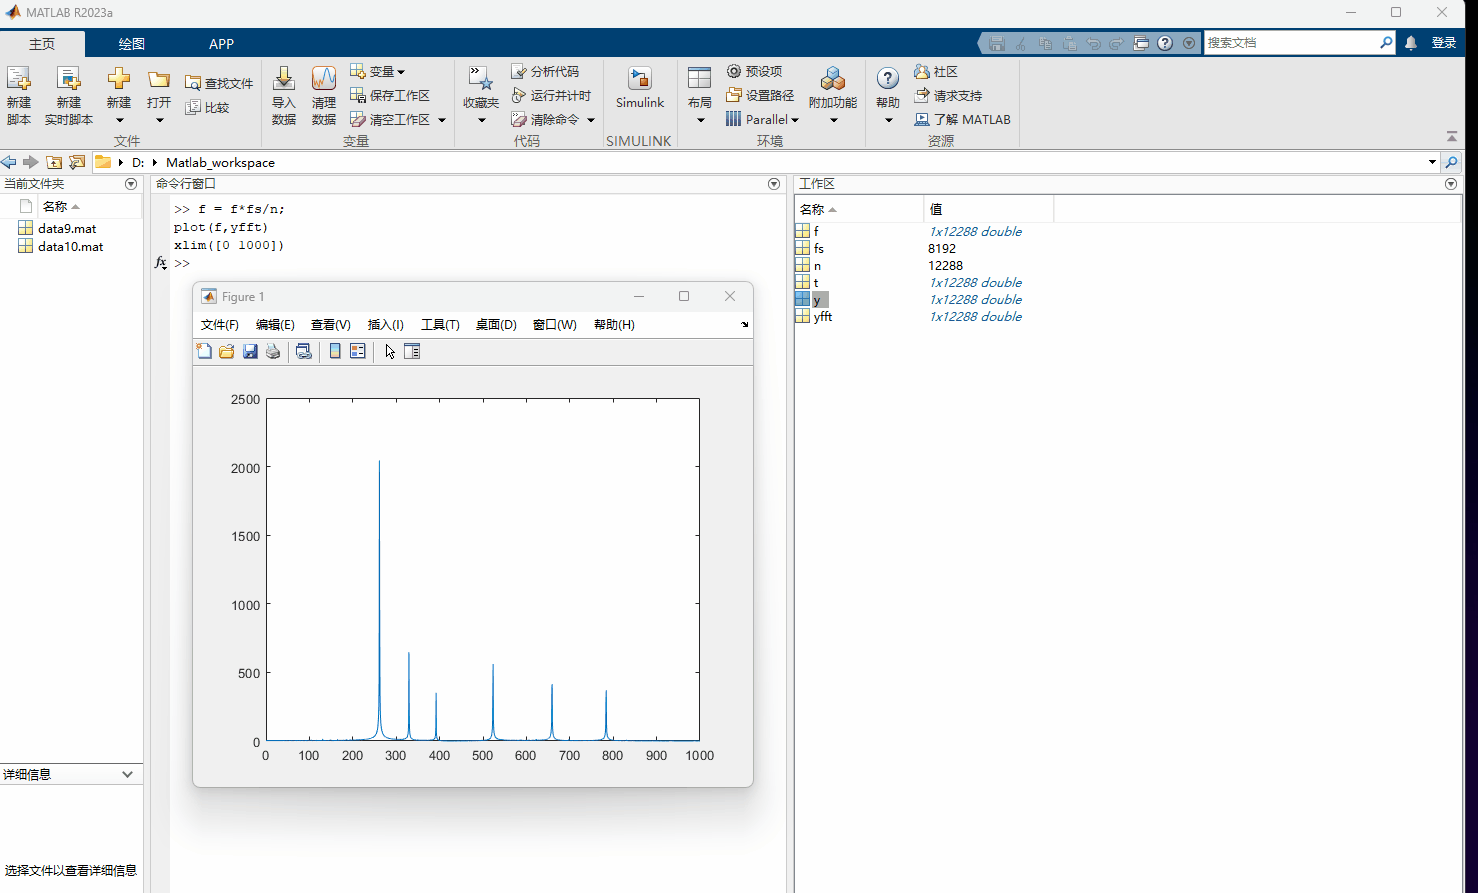 MATLAB R2023a
主页 绘图 APP 搜索文档 登录
新建 脚本
新建 实时脚本
新建
打开
查找文件
比较
导入 数据
清理 数据
变量
保存工作区
清空工作区
收藏夹
分析代码
运行并计时
清除命令
Simulink
布局
预设项
设置路径
Parallel
附加功能
帮助
社区
请求支持
了解 MATLAB
文件 变量 代码 SIMULINK 环境 资源
D: Matlab_workspace
当前文件夹
名称
data9.mat
data10.mat
详细信息
选择文件以查看详细信息
命令行窗口
>> f = f*fs/n;
plot(f,yfft)
xlim([0 1000])
fx >>
Figure 1
文件(F) 编辑(E) 查看(V) 插入(I) 工具(T) 桌面(D) 窗口(W) 帮助(H)
2500
2000
1500
1000
500
0
0 100 200 300 400 500 600 700 800 900 1000
工作区
名称 值
f 1x12288 double
fs 8192
n 12288
t 1x12288 double
y 1x12288 double
yfft 1x12288 double